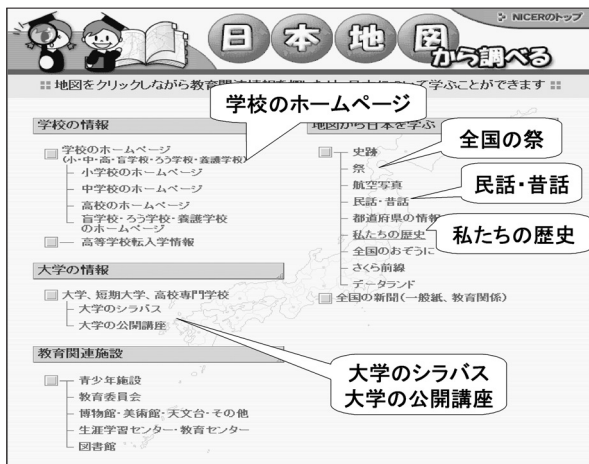 NICERのトップ
日本地図から調べる
地図をクリックしながら教育
学ぶことができます
学校のホームページ
学校の情報
学校のホームページ
(小・中・高・盲学校・ろう学校・養護学校)
小学校のホームページ
中学校のホームページ
高校のホームページ
盲学校・ろう学校・養護学校
のホームページ
高等学校転入学情報
大学の情報
大学、短期大学、高校専門学校
大学のシラバス
大学の公開講座
教育関連施設
青少年施設
教育委員会
博物館・美術館・天文台・その他
生涯学習センター・教育センター
図書館
地図から日本を学ぶ
史跡
祭
航空写真
民話・昔話
都道府県の情報
私たちの歴史
全国のおぞうに
さくら前線
データランド
全国の新聞(一般紙、教育関係)
全国の祭
民話・昔話
私たちの歴史
大学のシラバス
大学の公開講座